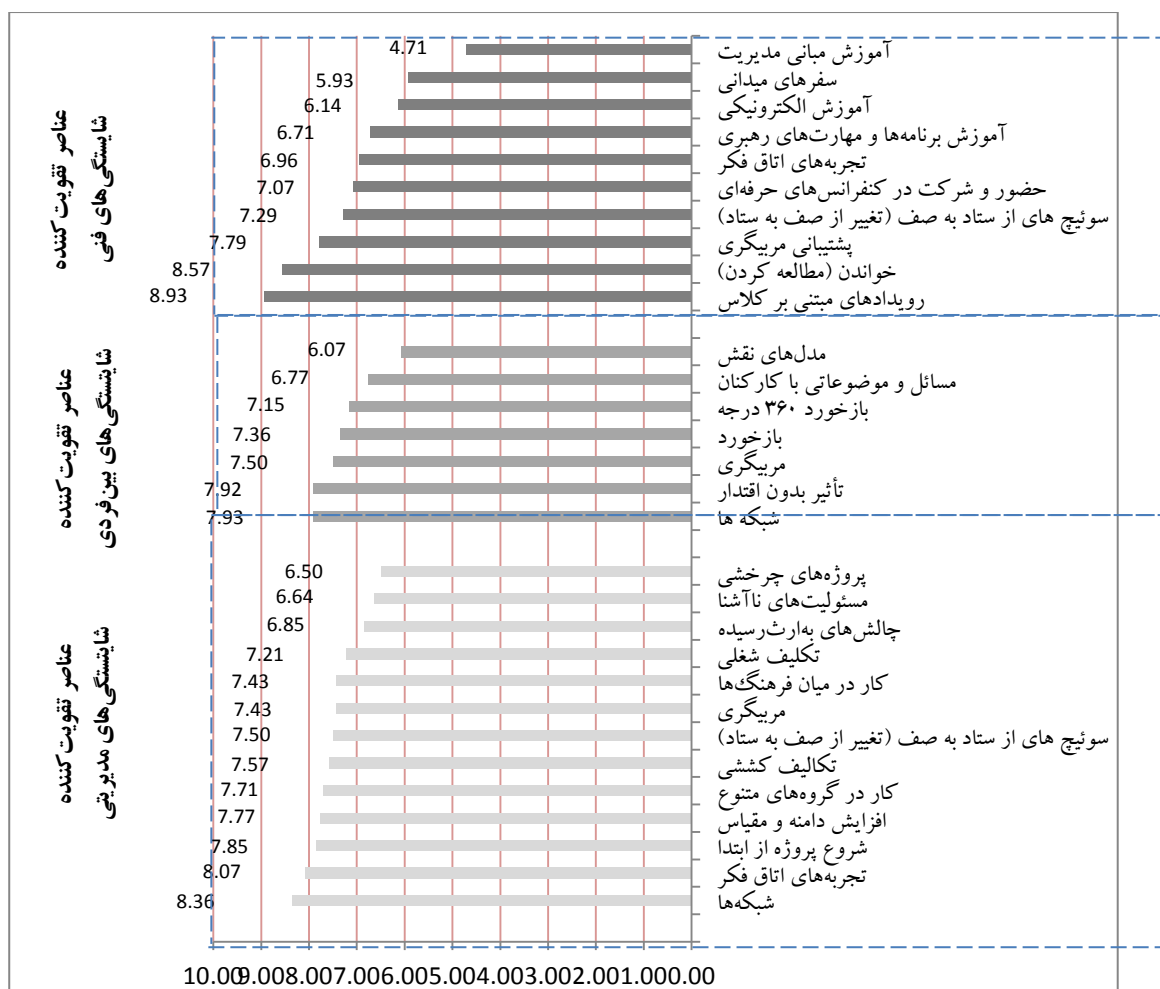 عناصر تقویت کننده
شایستگی‌های فنی
آموزش مبانی مدیریت 4.71
سفرهای میدانی 5.93
آموزش الکترونیکی 6.14
آموزش برنامه‌ها و مهارت‌های رهبری 6.71
تجربه‌های اتاق فکر 6.96
حضور و شرکت در کنفرانس‌های حرفه‌ای 7.07
سوئیچ های از ستاد به صف (تغییر از صف به ستاد) 7.29
پشتیبانی مربیگری 7.79
خواندن (مطالعه کردن) 8.57
رویدادهای مبتنی بر کلاس 8.93
عناصر تقویت کننده
شایستگی‌های بین‌فردی
مدل‌های نقش 6.07
مسائل و موضوعاتی با کارکنان 6.77
بازخورد ۳۶۰ درجه 7.15
بازخورد 7.36
مربیگری 7.50
تأثیر بدون اقتدار 7.92
شبکه ها 7.93
عناصر تقویت کننده
شایستگی‌های مدیریتی
پروژه‌های چرخشی 6.50
مسئولیت‌های ناآشنا 6.64
چالش‌های به‌ارث‌رسیده 6.85
تکلیف شغلی 7.21
کار در میان فرهنگ‌ها 7.43
مربیگری 7.43
سوئیچ های از ستاد به صف (تغییر از صف به ستاد) 7.50
تکالیف کششی 7.57
کار در گروه‌های متنوع 7.71
افزایش دامنه و مقیاس 7.77
شروع پروژه از ابتدا 7.85
تجربه‌های اتاق فکر 8.07
شبکه‌ها 8.36
10.00 9.00 8.00 7.00 6.00 5.00 4.00 3.00 2.00 1.00 0.00